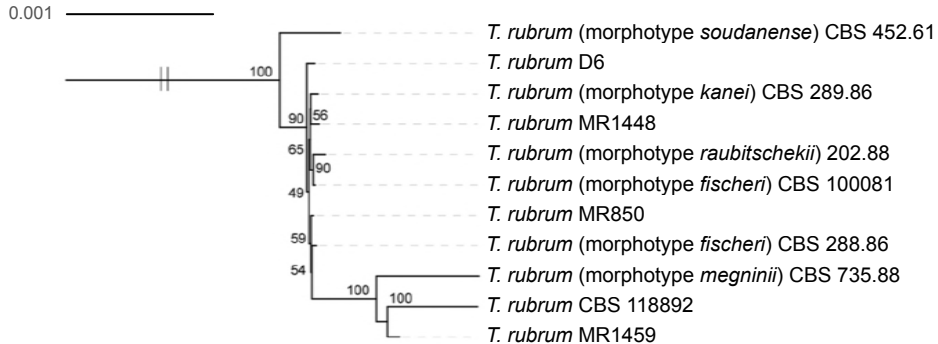 0.001
T. rubrum (morphotype soudanense) CBS 452.61
100
T. rubrum D6
T. rubrum (morphotype kanei) CBS 289.86
90
56
T. rubrum MR1448
65
T. rubrum (morphotype raubitschekii) 202.88
90
T. rubrum (morphotype fischeri) CBS 100081
49
T. rubrum MR850
59
T. rubrum (morphotype fischeri) CBS 288.86
54
T. rubrum (morphotype megninii) CBS 735.88
100
100
T. rubrum CBS 118892
T. rubrum MR1459